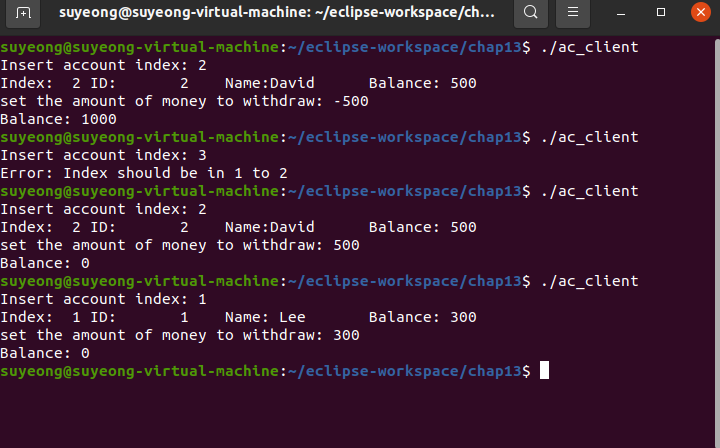 suyeong@suyeong-virtual-machine: ~/eclipse-workspace/ch...
suyeong@suyeong-virtual-machine:~/eclipse-workspace/chap13$ ./ac_client
Insert account index: 2
Index:  2 ID:       2    Name:David      Balance: 500
set the amount of money to withdraw: -500
Balance: 1000
suyeong@suyeong-virtual-machine:~/eclipse-workspace/chap13$ ./ac_client
Insert account index: 3
Error: Index should be in 1 to 2
suyeong@suyeong-virtual-machine:~/eclipse-workspace/chap13$ ./ac_client
Insert account index: 2
Index:  2 ID:       2    Name:David      Balance: 500
set the amount of money to withdraw: 500
Balance: 0
suyeong@suyeong-virtual-machine:~/eclipse-workspace/chap13$ ./ac_client
Insert account index: 1
Index:  1 ID:       1    Name: Lee       Balance: 300
set the amount of money to withdraw: 300
Balance: 0
suyeong@suyeong-virtual-machine:~/eclipse-workspace/chap13$